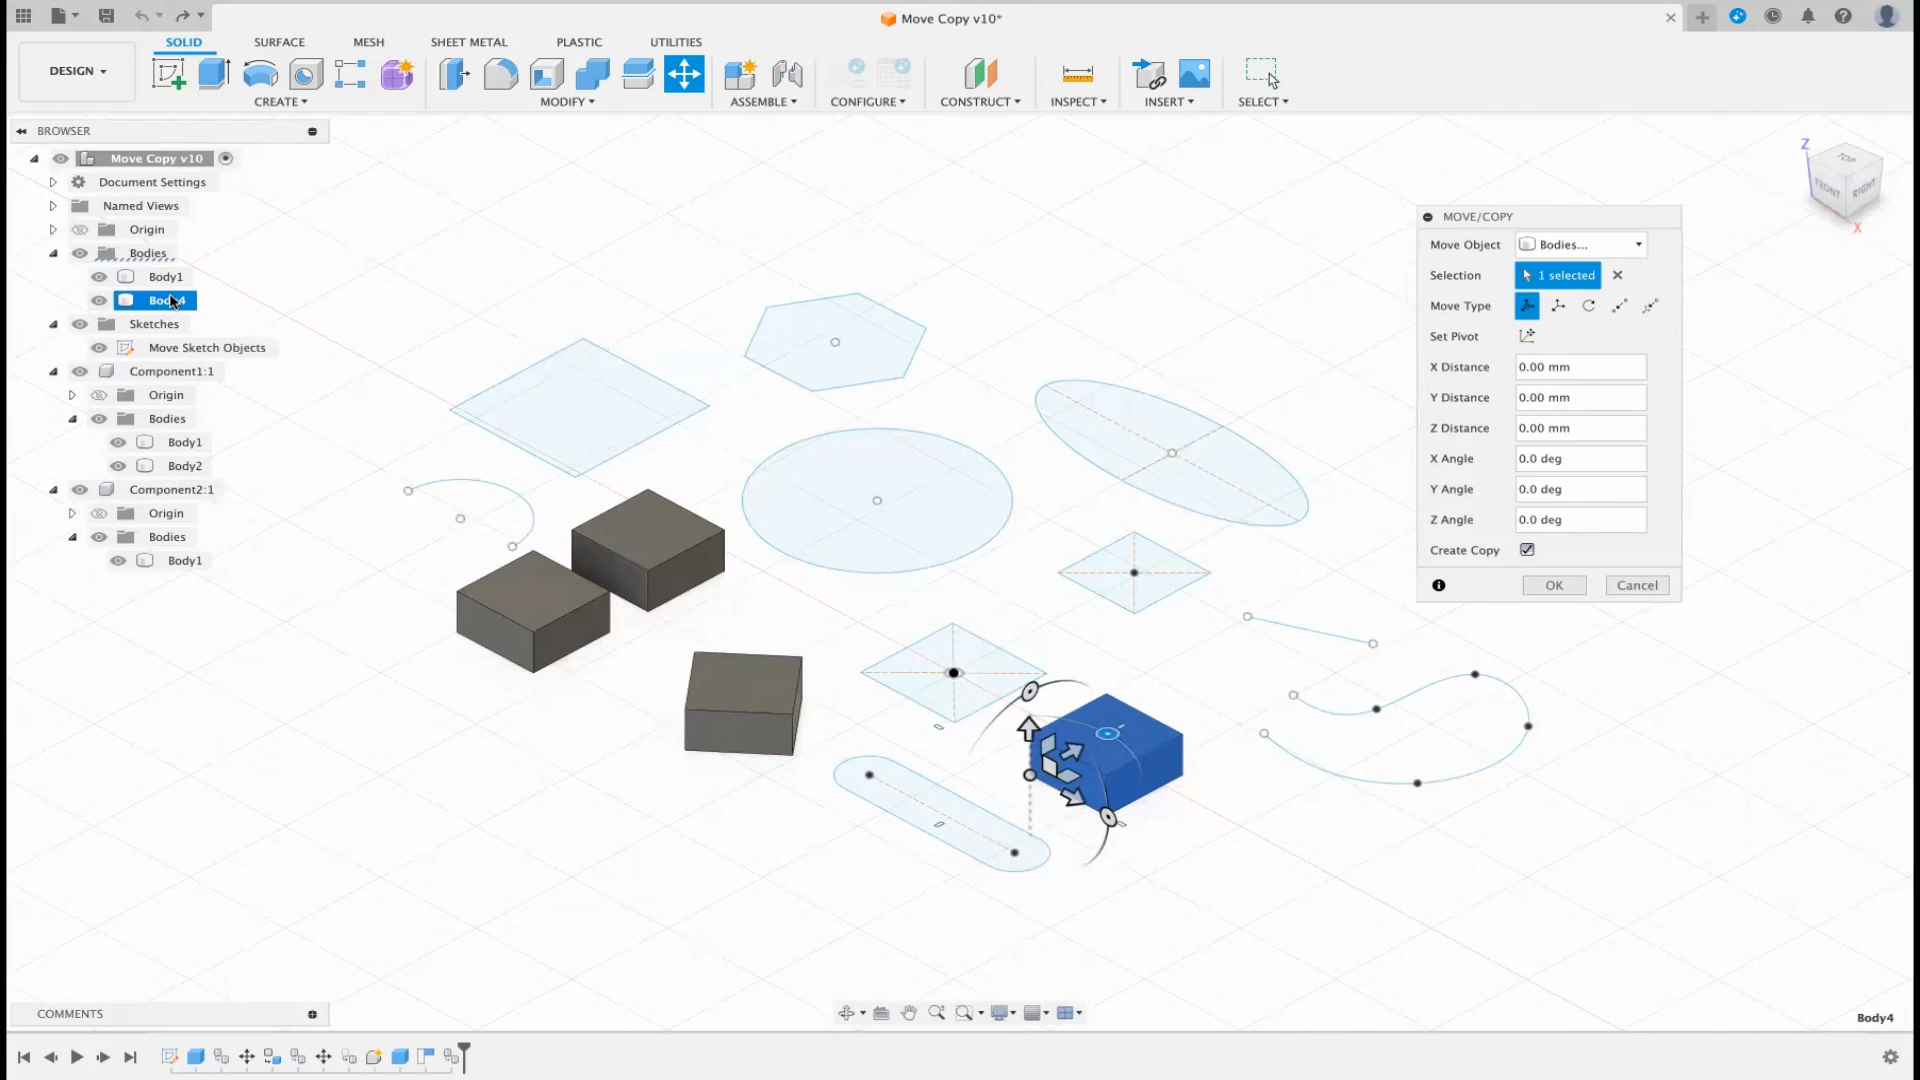 Move Copy v10*
SOLID SURFACE MESH SHEET METAL PLASTIC UTILITIES
DESIGN
CREATE MODIFY ASSEMBLE CONFIGURE CONSTRUCT INSPECT INSERT SELECT
BROWSER
Move Copy v10
Document Settings
Named Views
Origin
Bodies
Body1
Body4
Sketches
Move Sketch Objects
Component1:1
Origin
Bodies
Body1
Body2
Component2:1
Origin
Bodies
Body1
Z
TOP
FRONT
RIGHT
X
MOVE/COPY
Move Object Bodies...
Selection 1 selected
Move Type
Set Pivot
X Distance 0.00 mm
Y Distance 0.00 mm
Z Distance 0.00 mm
X Angle 0.0 deg
Y Angle 0.0 deg
Z Angle 0.0 deg
Create Copy
OK Cancel
COMMENTS
Body4